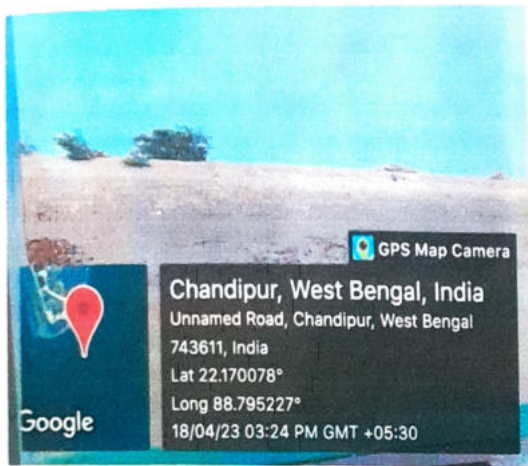 GPS Map Camera
Chandipur, West Bengal, India
Unnamed Road, Chandipur, West Bengal
743611, India
Lat 22.170078°
Long 88.795227°
18/04/23 03:24 PM GMT +05:30
Google